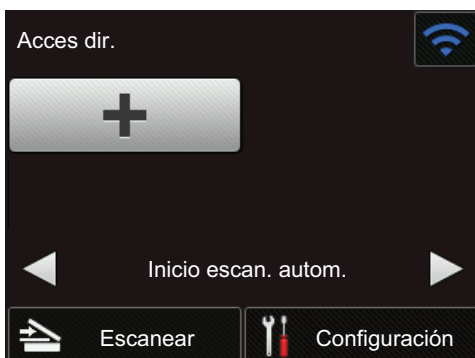 Acces dir.
Inicio escan. autom.
Escanear
Configuración